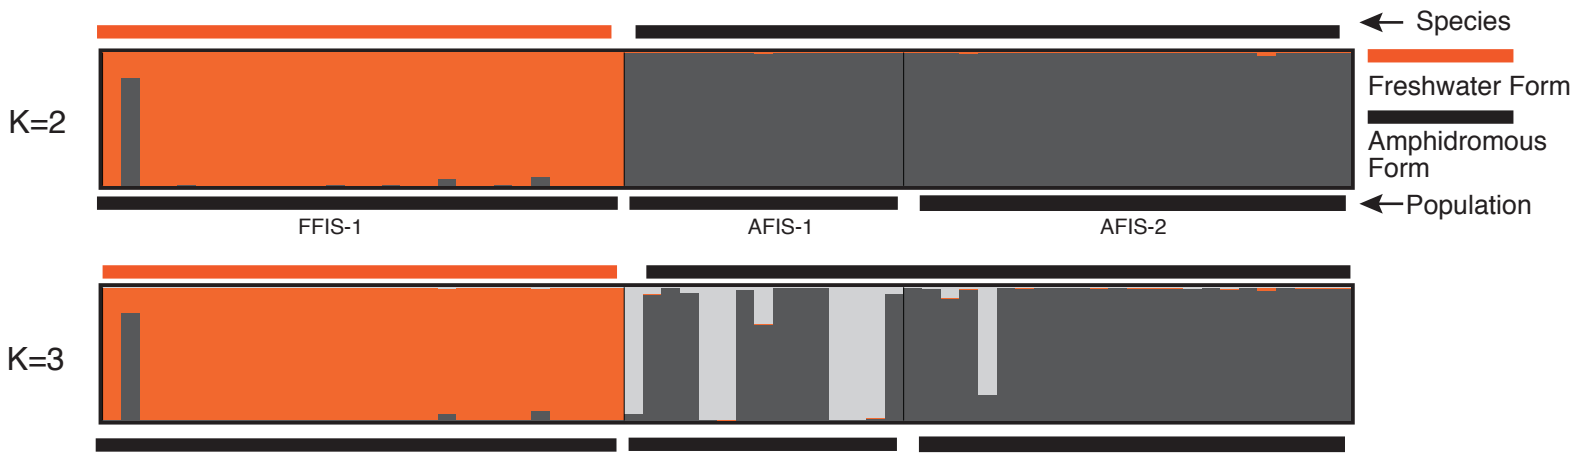 Species
Freshwater Form
K=2
Amphidromous
Form
Population
FFIS-1
AFIS-1
AFIS-2
K=3